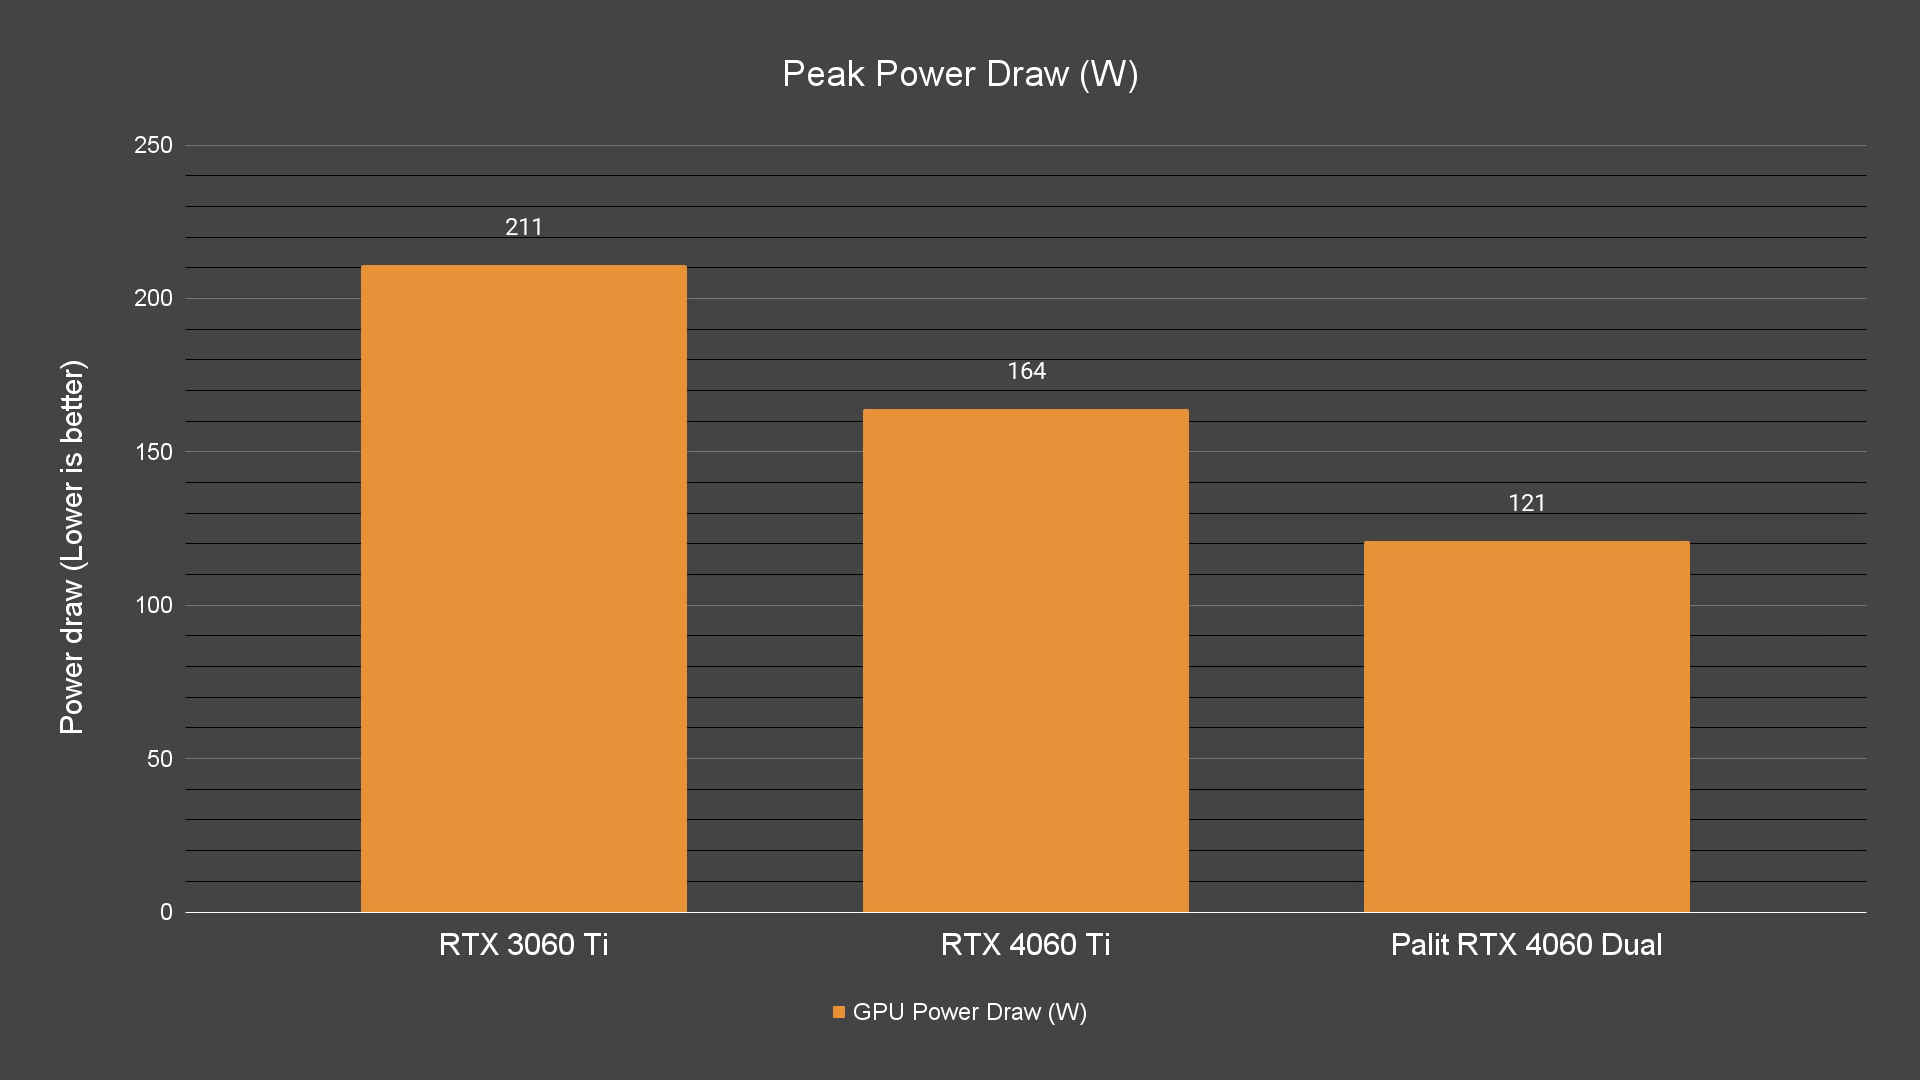 Peak Power Draw (W)
Power draw (Lower is better)
250
200
150
100
50
0
211
164
121
RTX 3060 Ti
RTX 4060 Ti
Palit RTX 4060 Dual
GPU Power Draw (W)